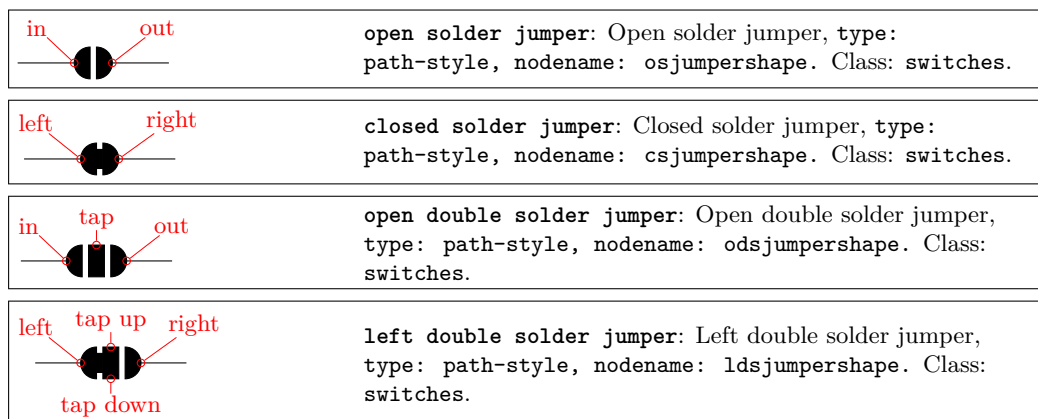 in
out
open solder jumper: Open solder jumper, type:
path-style, nodename: osjumpershape. Class: switches.
left
right
closed solder jumper: Closed solder jumper, type:
path-style, nodename: csjumpershape. Class: switches.
tap
in
out
open double solder jumper: Open double solder jumper,
type: path-style, nodename: odsjumpershape. Class:
switches.
tap up
left
right
tap down
left double solder jumper: Left double solder jumper,
type: path-style, nodename: ldsjumpershape. Class:
switches.